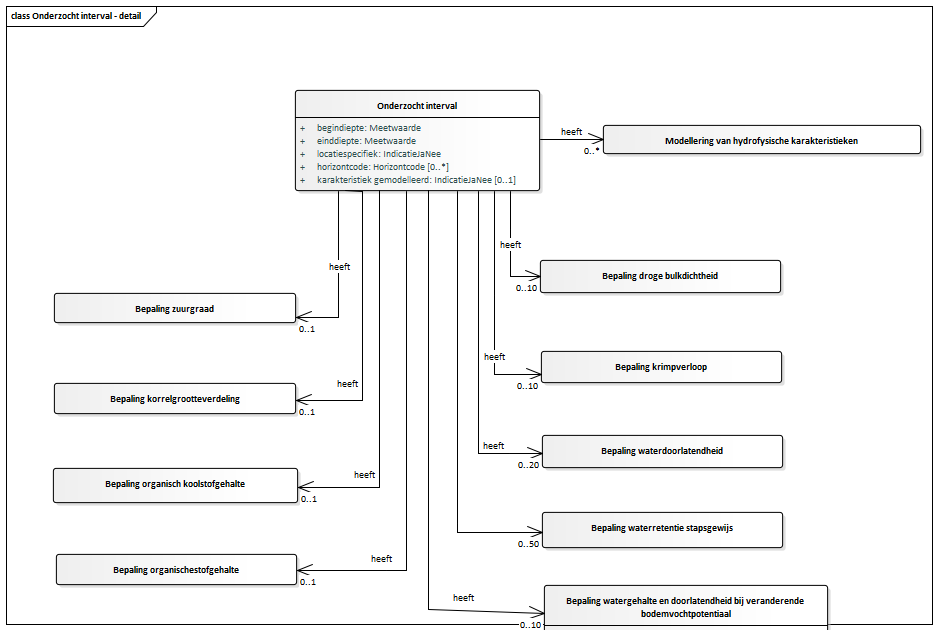 class Onderzocht interval - detail
Onderzocht interval
+ begindiepte: Meetwaarde
+ einddiepte: Meetwaarde
+ locatiespecifiek: IndicatieJaNee
+ horizontcode: Horizontcode [0..*]
+ karakteristiek gemodelleerd: IndicatieJaNee [0..1]
heeft
0..*
Modellering van hydrofysische karakteristieken
heeft
0..10
Bepaling droge bulkdichtheid
heeft
0..1
Bepaling zuurgraad
heeft
0..10
Bepaling krimpverloop
heeft
0..1
Bepaling korrelgrootteverdeling
heeft
0..20
Bepaling waterdoorlatendheid
heeft
0..1
Bepaling organisch koolstofgehalte
0..50
Bepaling waterretentie stapsgewijs
heeft
0..1
Bepaling organischestofgehalte
heeft
0..10
Bepaling watergehalte en doorlatendheid bij veranderende
bodemvochtpotentiaal